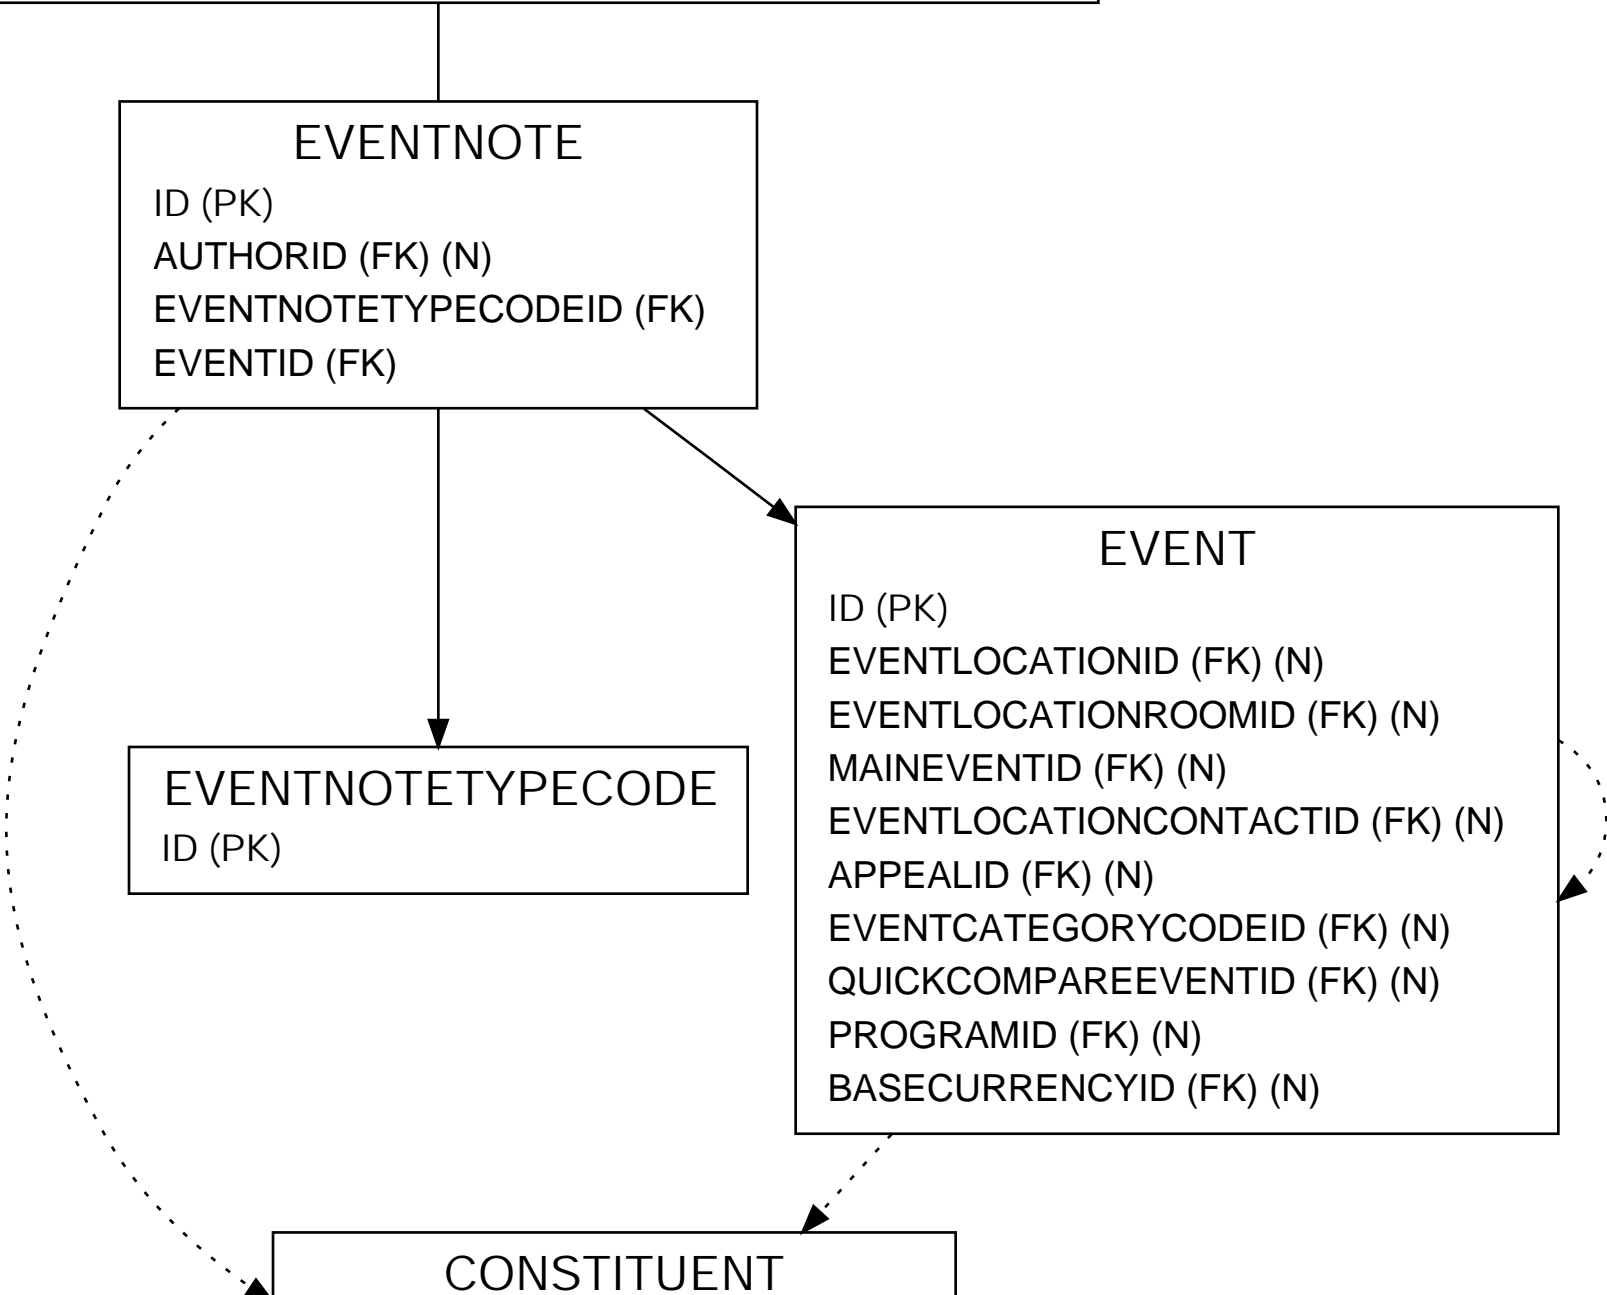 EVENTNOTE
ID (PK)
AUTHORID (FK) (N)
EVENTNOTETYPECODEID (FK)
EVENTID (FK)
EVENT
ID (PK)
EVENTLOCATIONID (FK) (N)
EVENTLOCATIONROOMID (FK) (N)
MAINEVENTID (FK) (N)
EVENTLOCATIONCONTACTID (FK) (N)
APPEALID (FK) (N)
EVENTCATEGORYCODEID (FK) (N)
QUICKCOMPAREEVENTID (FK) (N)
PROGRAMID (FK) (N)
BASECURRENCYID (FK) (N)
EVENTNOTETYPECODE
ID (PK)
CONSTITUENT